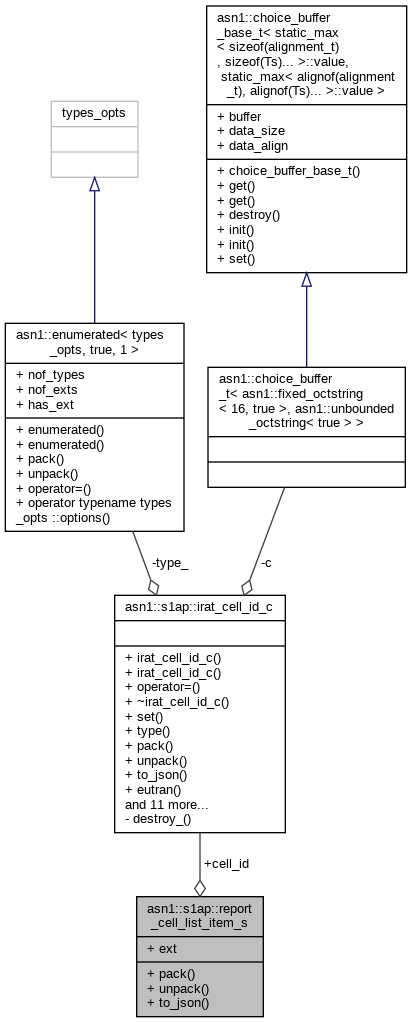 asn1::choice_buffer
_base_t< static_max
< sizeof(alignment_t)
, sizeof(Ts)... >::value,
static_max< alignof(alignment
_t), alignof(Ts)... >::value >
+ buffer
+ data_size
+ data_align
+ choice_buffer_base_t()
+ get()
+ get()
+ destroy()
+ init()
+ init()
+ set()
types_opts
asn1::enumerated< types
_opts, true, 1 >
+ nof_types
+ nof_exts
+ has_ext
+ enumerated()
+ enumerated()
+ pack()
+ unpack()
+ operator=()
+ operator typename types
_opts ::options()
asn1::choice_buffer
_t< asn1::fixed_octstring
< 16, true >, asn1::unbounded
_octstring< true > >
-type_
-c
asn1::s1ap::irat_cell_id_c
+ irat_cell_id_c()
+ irat_cell_id_c()
+ operator=()
+ ~irat_cell_id_c()
+ set()
+ type()
+ pack()
+ unpack()
+ to_json()
+ eutran()
and 11 more...
- destroy_()
+cell_id
asn1::s1ap::report
_cell_list_item_s
+ ext
+ pack()
+ unpack()
+ to_json()